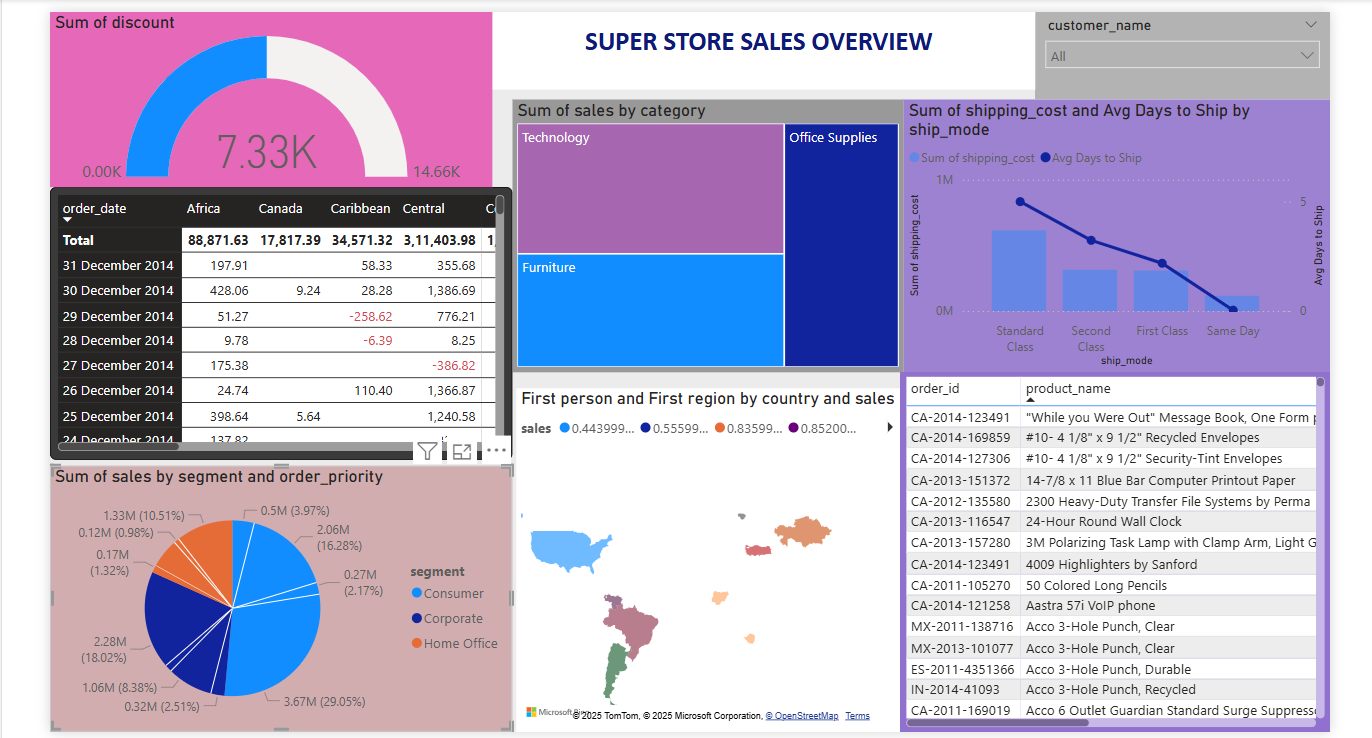 Sum of discount
7.33K
0.00K
14.66K
SUPER STORE SALES OVERVIEW
customer_name
All
order_date Africa Canada Caribbean Central
Total 88,871.63 17,817.39 34,571.32 3,11,403.98 1,
31 December 2014 197.91 58.33 355.68
30 December 2014 428.06 9.24 28.28 1,386.69
29 December 2014 51.27 -258.62 776.21
28 December 2014 9.78 -6.39 8.25
27 December 2014 175.38 -386.82
26 December 2014 24.74 110.40 1,366.87
25 December 2014 398.64 5.64 1,240.58
24 December 2014 137.82
Sum of sales by category
Technology
Office Supplies
Furniture
Sum of shipping_cost and Avg Days to Ship by
ship_mode
Sum of shipping_cost Avg Days to Ship
1M
0M
Sum of shipping_cost
5
0
Avg Days to Ship
Standard
Class
Second
Class
First Class
Same Day
ship_mode
Sum of sales by segment and order_priority
0.5M (3.97%)
2.06M
(16.28%)
0.27M
(2.17%)
3.67M (29.05%)
0.32M (2.51%)
1.06M (8.38%)
2.28M
(18.02%)
0.17M
(1.32%)
0.12M (0.98%)
1.33M (10.51%)
segment
Consumer
Corporate
Home Office
First person and First region by country and sales
sales 0.443999... 0.55599... 0.83599... 0.85200...
Microsoft Bing
© 2025 TomTom, © 2025 Microsoft Corporation, © OpenStreetMap Terms
order_id product_name
CA-2014-123491 "While you Were Out" Message Book, One Form p
CA-2014-169859 #10- 4 1/8" x 9 1/2" Recycled Envelopes
CA-2014-127306 #10- 4 1/8" x 9 1/2" Security-Tint Envelopes
CA-2013-151372 14-7/8 x 11 Blue Bar Computer Printout Paper
CA-2012-135580 2300 Heavy-Duty Transfer File Systems by Perma
CA-2013-116547 24-Hour Round Wall Clock
CA-2013-157280 3M Polarizing Task Lamp with Clamp Arm, Light G
CA-2014-123491 4009 Highlighters by Sanford
CA-2011-105270 50 Colored Long Pencils
CA-2014-121258 Aastra 57i VoIP phone
MX-2011-138716 Acco 3-Hole Punch, Clear
MX-2013-101077 Acco 3-Hole Punch, Clear
ES-2011-4351366 Acco 3-Hole Punch, Durable
IN-2014-41093 Acco 3-Hole Punch, Recycled
CA-2011-169019 Acco 6 Outlet Guardian Standard Surge Suppress